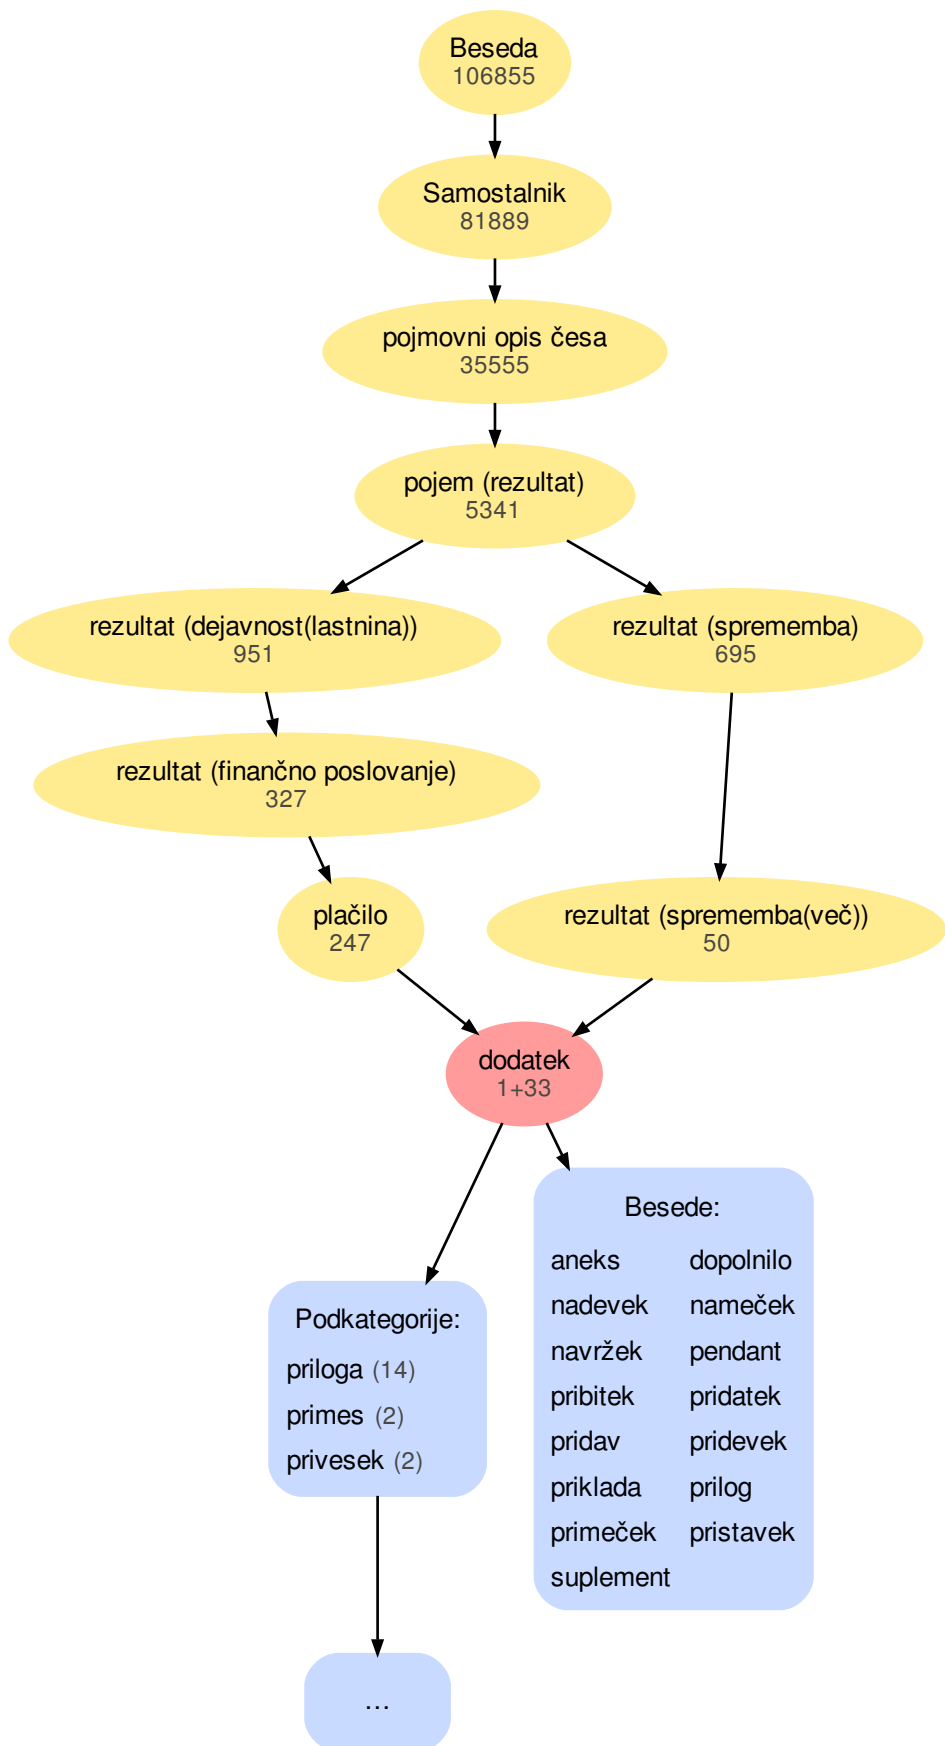 Beseda
106855
Samostalnik
81889
pojmovni opis česa
35555
pojem (rezultat)
5341
rezultat (dejavnost(lastnina))
951
rezultat (sprememba)
695
rezultat (finančno poslovanje)
327
plačilo
247
rezultat (sprememba(več))
50
dodatek
1+33
Besede:
aneks dopolnilo
nadevek nameček
navržek pendant
pribitek pridatek
pridav pridevek
priklada prilog
primeček pristavek
suplement
Podkategorije:
priloga (14)
primes (2)
privesek (2)
...